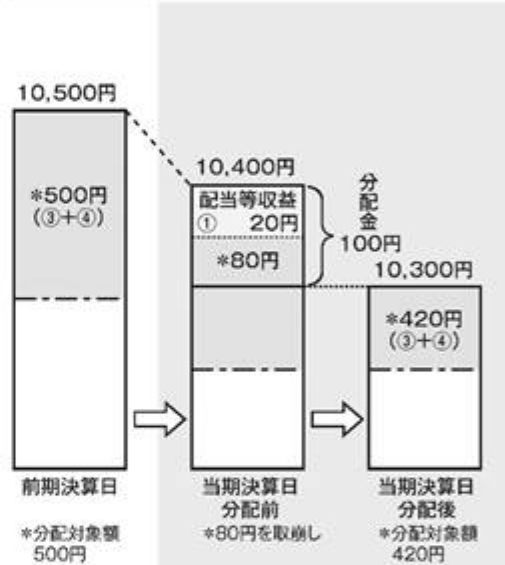 10,500円
*500円
(③+④)
前期決算日
*分配対象額
500円
10,400円
配当等収益
① 20円
*80円
分配金
100円
当期決算日
分配前
*80円を取崩し
10,300円
*420円
(③+④)
当期決算日
分配後
*分配対象額
420円